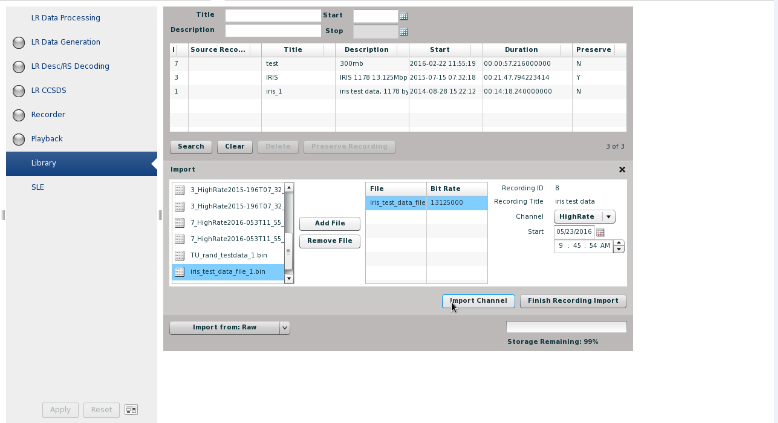 LR Data Processing
LR Data Generation
LR Desc/RS Decoding
LR CCSDS
Recorder
Playback
Library
SLE
Apply Reset
Title Start
Description Stop
I Source Reco... Title Description Start Duration Preserve
7 test 300mb 2016-02-22 11:55:19 00:00:57.216000000 N
3 IRIS IRIS 1178 13.125Mbp 2015-07-15 07:32:18 00:21:47.794223414 Y
1 iris_1 iris test data, 1178 by 2014-08-28 15:22:12 00:14:18.240000000 N
Search Clear Delete Preserve Recording 3 of 3
Import
3_HighRate2015-196T07_32_
3_HighRate2015-196T07_32_
7_HighRate2016-053T11_55_
7_HighRate2016-053T11_55_
TU_rand_testdata_1.bin
iris_test_data_file_1.bin
Add File
Remove File
File Bit Rate
iris_test_data_file 13125000
Recording ID 8
Recording Title iris test data
Channel HighRate
Start 05/23/2016
9 : 45 : 54 AM
Import Channel Finish Recording Import
Import from: Raw
Storage Remaining: 99%